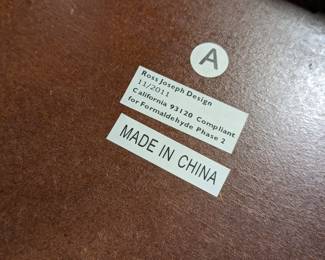 A
Ross Joseph Design
11/2011
California 93120 Compliant
for Formaldehyde Phase 2
MADE IN CHINA